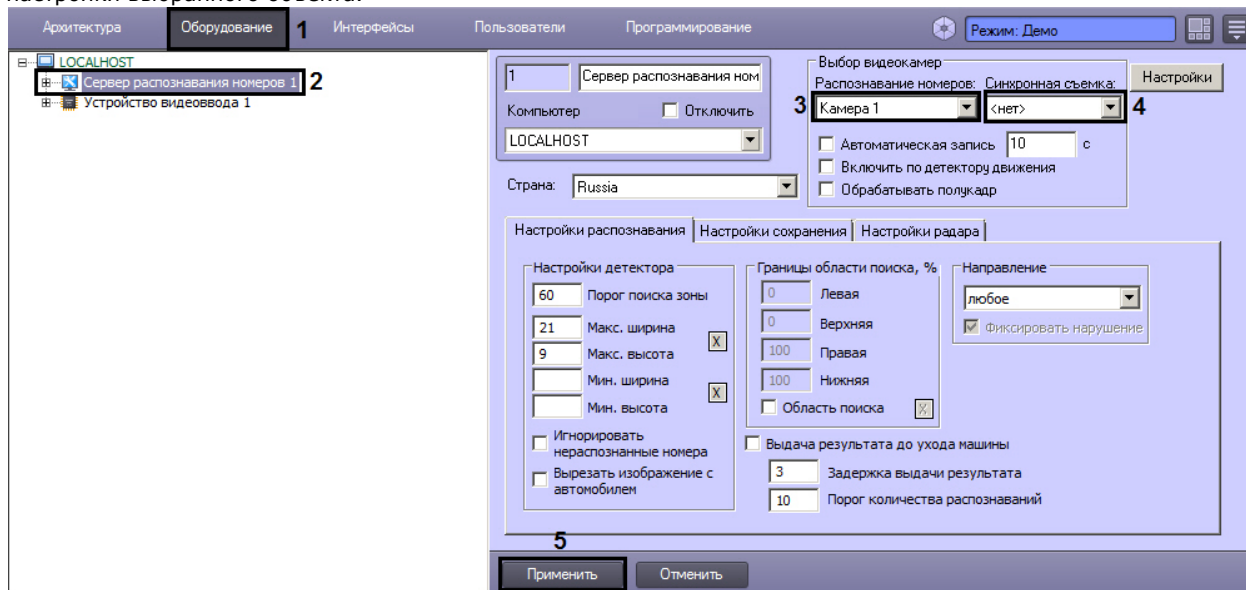 настройки выбранного объекта.
Архитектура
Оборудование
1
Интерфейсы
Пользователи
Программирование
Режим: Демо
LOCALHOST
Сервер распознавания номеров 1
2
Устройство видеоввода 1
1
Сервер распознавания ном
Компьютер
Отключить
LOCALHOST
Страна:
Russia
Выбор видеокамер
Распознавание номеров:
Синхронная съемка:
3
Камера 1
<нет>
4
Настройки
Автоматическая запись
10
с
Включить по детектору движения
Обрабатывать полукадр
Настройки распознавания
Настройки сохранения
Настройки радара
Настройки детектора
60
Порог поиска зоны
21
Макс. ширина
9
Макс. высота
X
Мин. ширина
Мин. высота
X
Игнорировать
нераспознанные номера
Вырезать изображение с
автомобилем
Границы области поиска, %
0
Левая
0
Верхняя
100
Правая
100
Нижняя
Область поиска
X
Направление
любое
Фиксировать нарушение
Выдача результата до ухода машины
3
Задержка выдачи результата
10
Порог количества распознаваний
5
Применить
Отменить